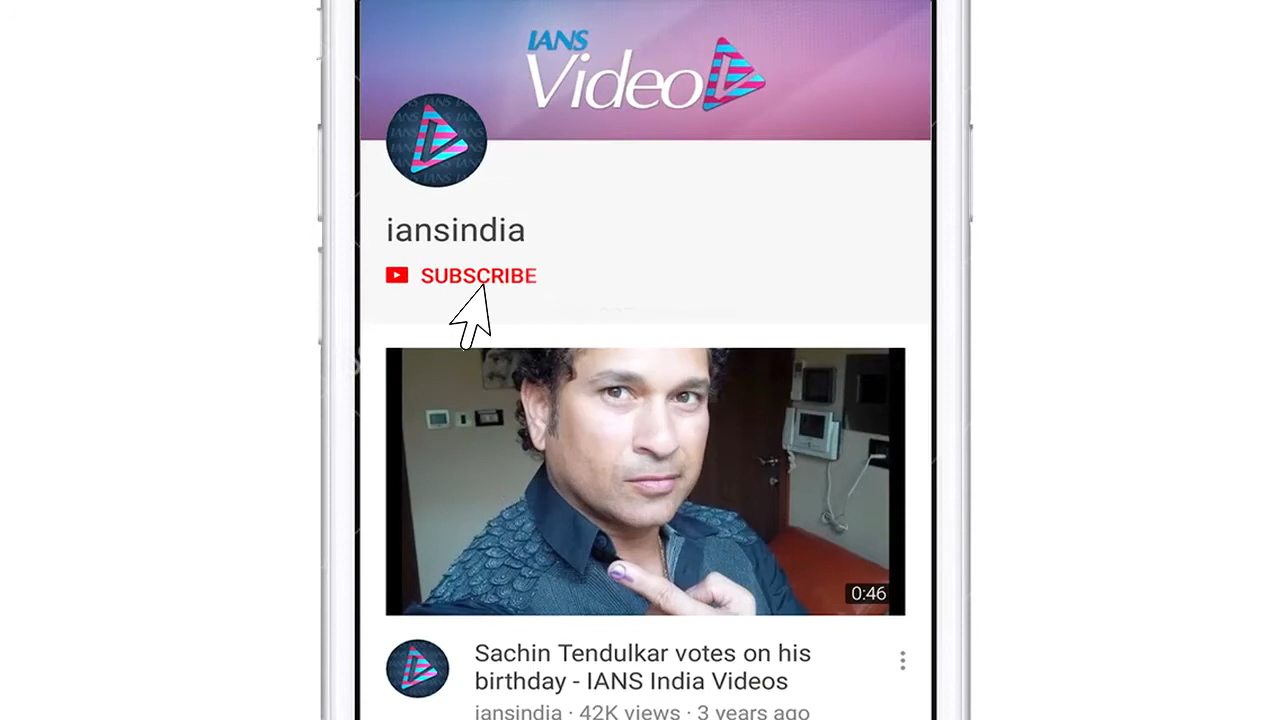 IANS
Video
iansindia
SUBSCRIBE
0:46
Sachin Tendulkar votes on his
birthday - IANS India Videos
iansindia · 42K views · 3 years ago